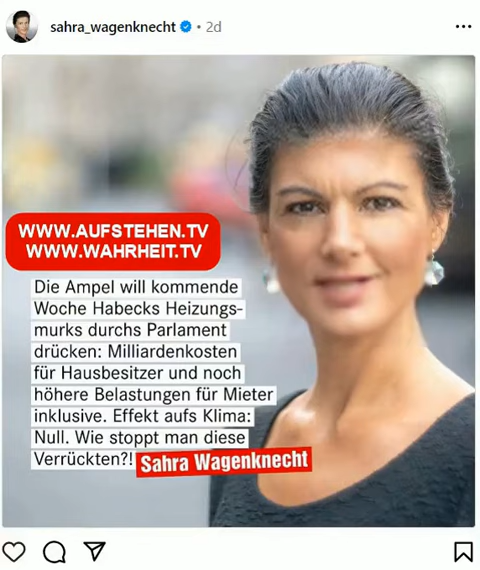 sahra_wagenknecht • 2d
WWW.AUFSTEHEN.TV
WWW.WAHRHEIT.TV
Die Ampel will kommende
Woche Habecks Heizungs-
murks durchs Parlament
drücken: Milliardenkosten
für Hausbesitzer und noch
höhere Belastungen für Mieter
inklusive. Effekt aufs Klima:
Null. Wie stoppt man diese
Verrückten?! Sahra Wagenknecht